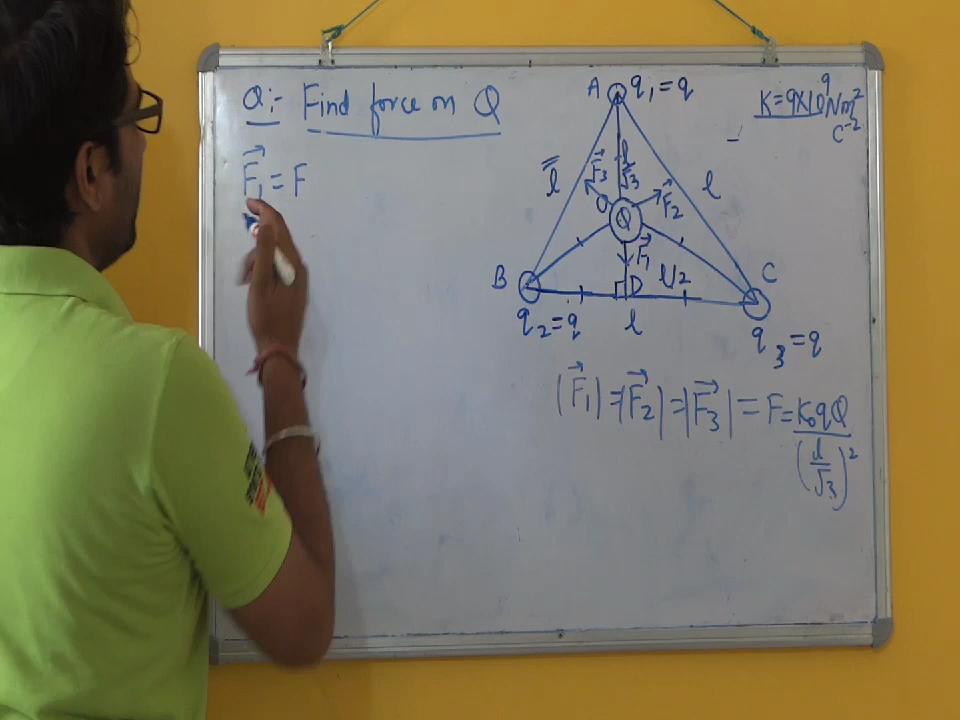 Q:- Find force on Q
F⃗₁ = F
A q₁ = q
K = 9×10⁹ Nm²
C⁻²
l
l/√3
l
F⃗₃
F⃗₂
O
Q
F⃗₁
B
D
l/2
C
q₂ = q
l
q₃ = q
|F⃗₁| = |F⃗₂| = |F⃗₃| = F = K₀qQ
(l/√3)²